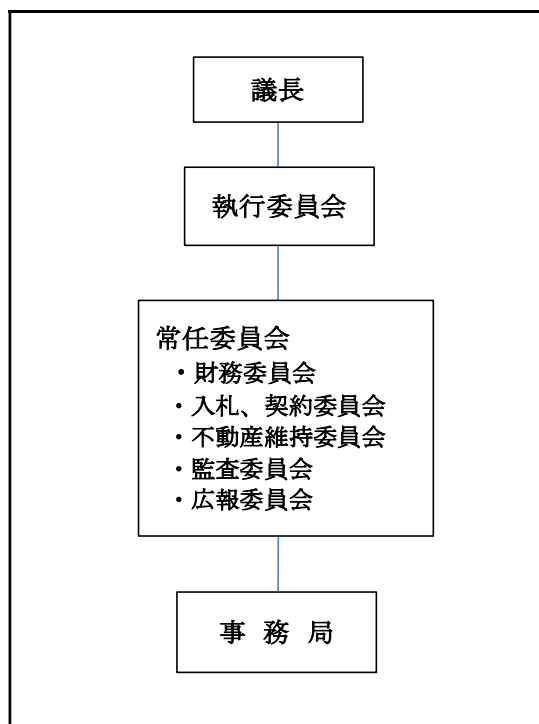 議長
執行委員会
常任委員会
・財務委員会
・入札、契約委員会
・不動産維持委員会
・監査委員会
・広報委員会
事 務 局